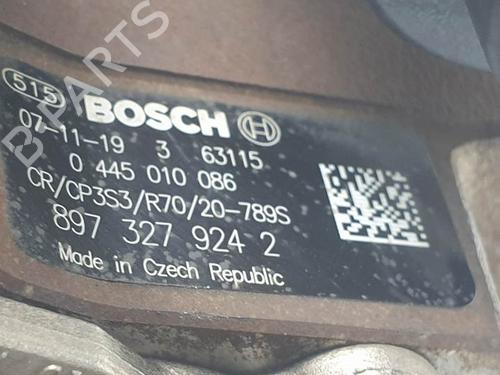 515 BOSCH
07-11-19 3 63115
0 445 010 086
CR/CP3S3/R70/20-789S
897 327 924 2
Made in Czech Republic
B PARTS